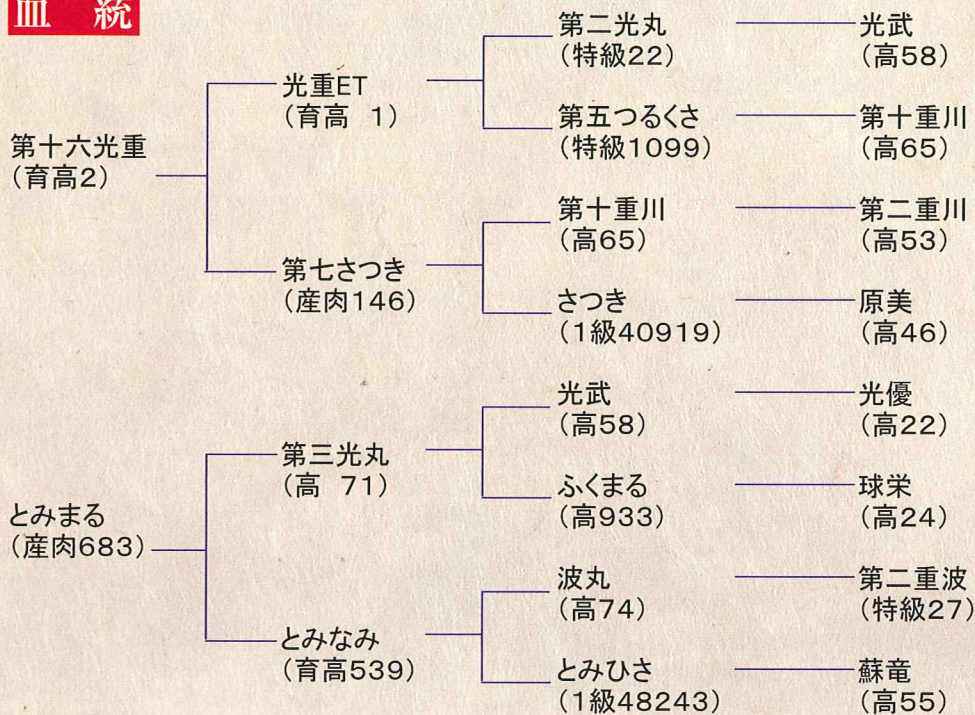 血統
第十六光重
(育高2)
光重ET
(育高 1)
第二光丸
(特級22)
光武
(高58)
第五つるくさ
(特級1099)
第十重川
(高65)
第七さつき
(産肉146)
第十重川
(高65)
第二重川
(高53)
さつき
(1級40919)
原美
(高46)
とみまる
(産肉683)
第三光丸
(高 71)
光武
(高58)
光優
(高22)
ふくまる
(高933)
球栄
(高24)
とみなみ
(育高539)
波丸
(高74)
第二重波
(特級27)
とみひさ
(1級48243)
蘇竜
(高55)